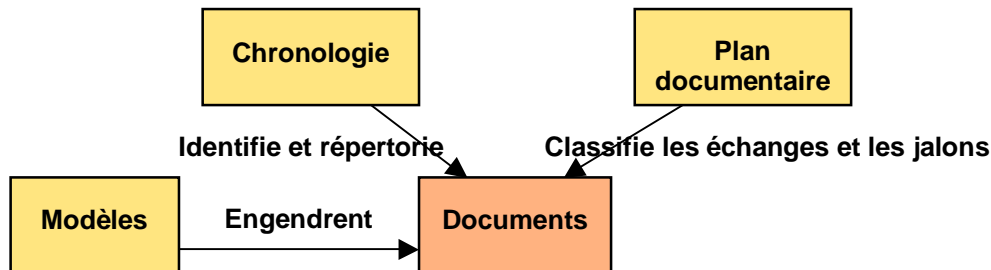 Chronologie
Plan
documentaire
Identifie et répertorie
Classifie les échanges et les jalons
Modèles
Engendrent
Documents